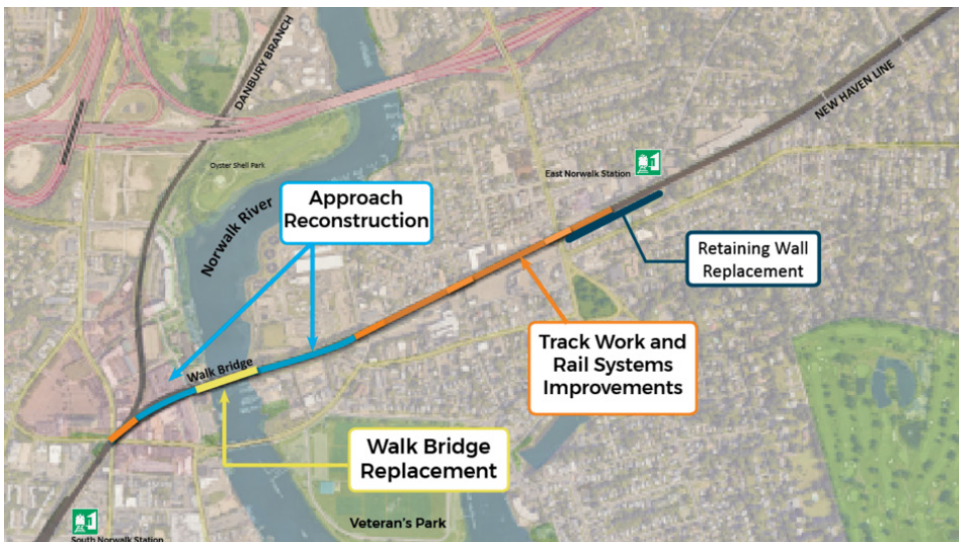 DANBURY BRANCH
NEW HAVEN LINE
Oyster Shell Park
East Norwalk Station
Approach
Reconstruction
Norwalk River
Retaining Wall
Replacement
Track Work and
Rail Systems
Improvements
Walk Bridge
Walk Bridge
Replacement
Veteran's Park
South Norwalk Station